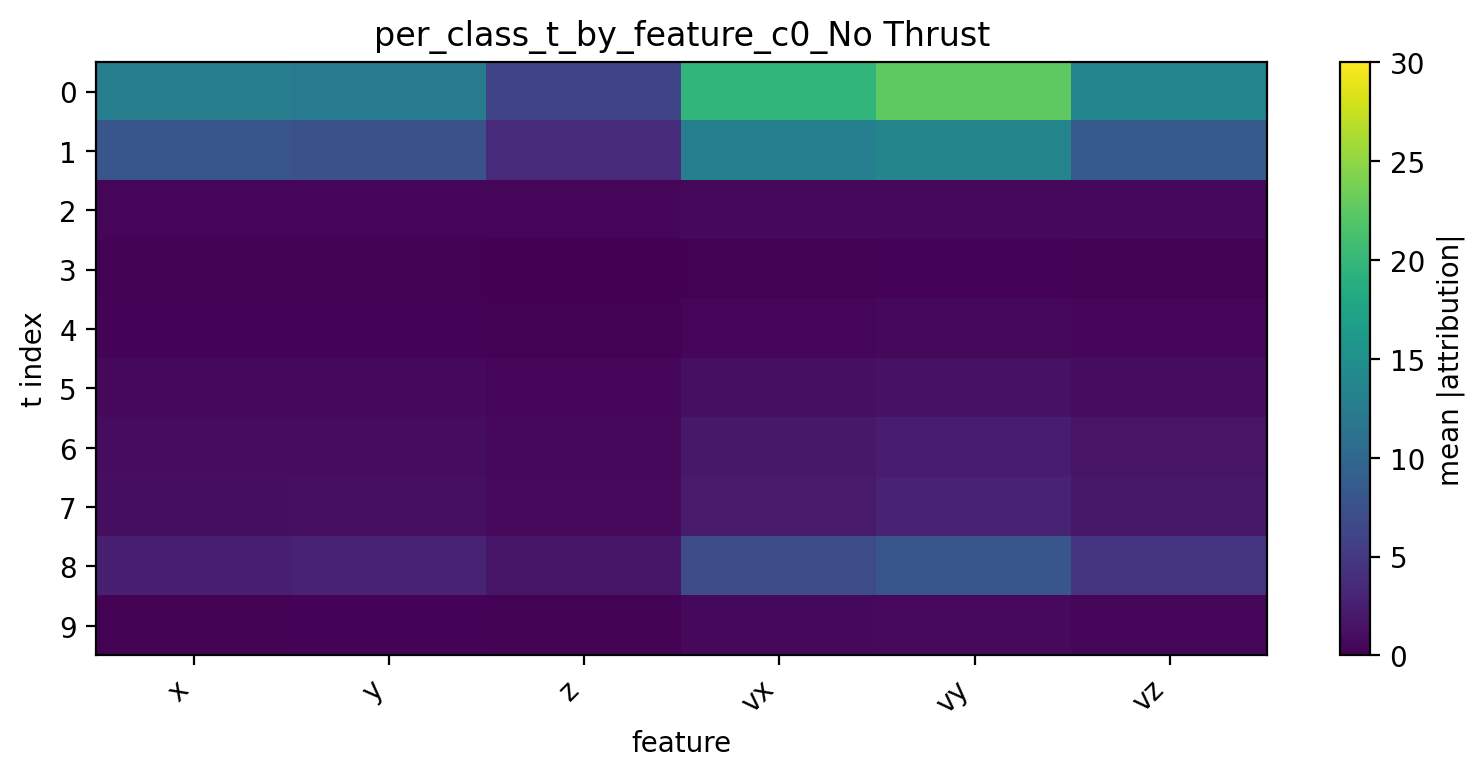 per_class_t_by_feature_c0_No Thrust
t index
0
1
2
3
4
5
6
7
8
9
x
y
z
vx
vy
vz
feature
30
25
20
15
10
5
0
mean |attribution|